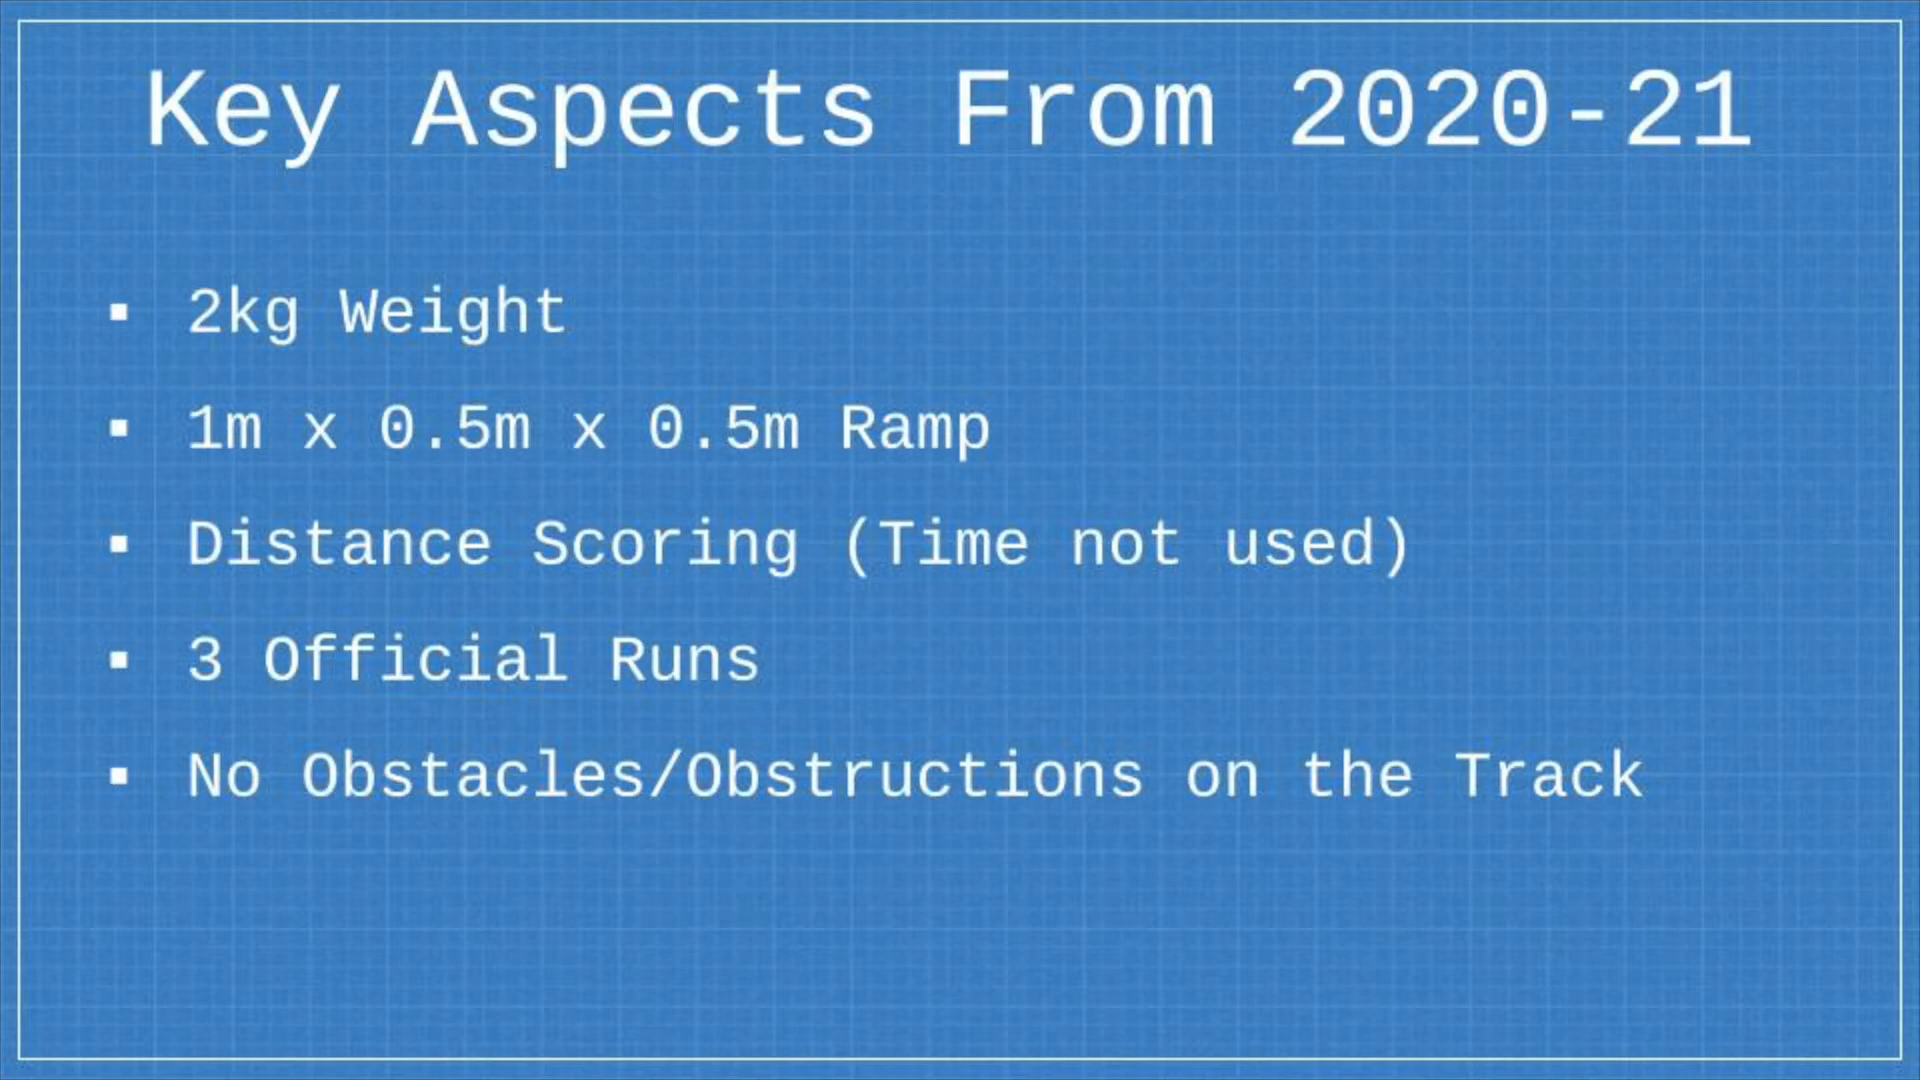 Key Aspects From 2020-21
▪ 2kg Weight
▪ 1m x 0.5m x 0.5m Ramp
▪ Distance Scoring (Time not used)
▪ 3 Official Runs
▪ No Obstacles/Obstructions on the Track